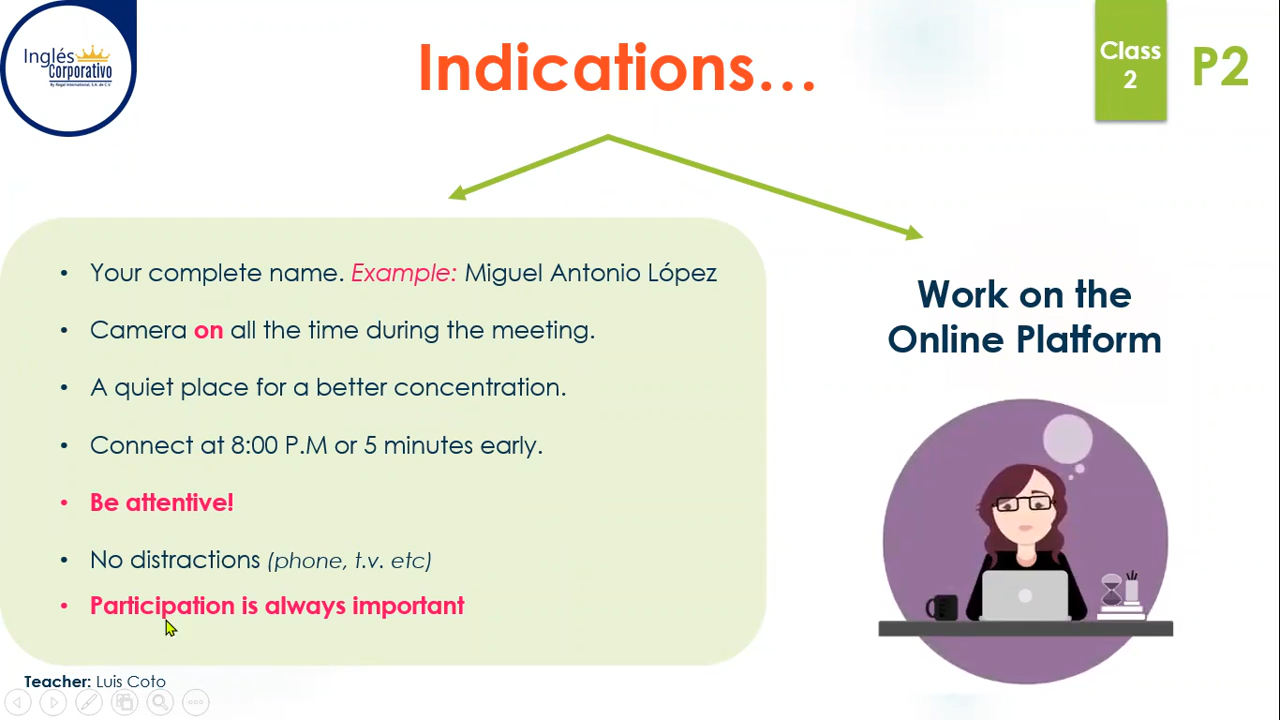 Inglés
Corporativo
By Regal International, S.A. de C.V.
Indications...
Class
2
P2
• Your complete name. Example: Miguel Antonio López
• Camera on all the time during the meeting.
• A quiet place for a better concentration.
• Connect at 8:00 P.M or 5 minutes early.
• Be attentive!
• No distractions (phone, t.v. etc)
• Participation is always important
Work on the
Online Platform
Teacher: Luis Coto